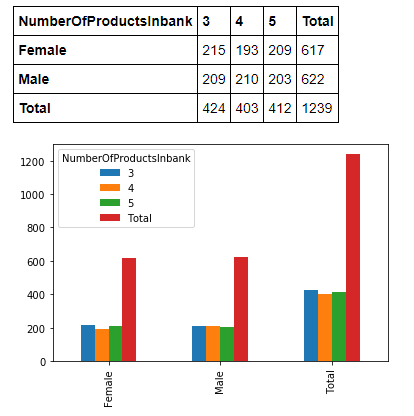 NumberOfProductsInbank 3 4 5 Total
Female 215 193 209 617
Male 209 210 203 622
Total 424 403 412 1239
NumberOfProductsInbank
3
4
5
Total
1200
1000
800
600
400
200
0
Female
Male
Total